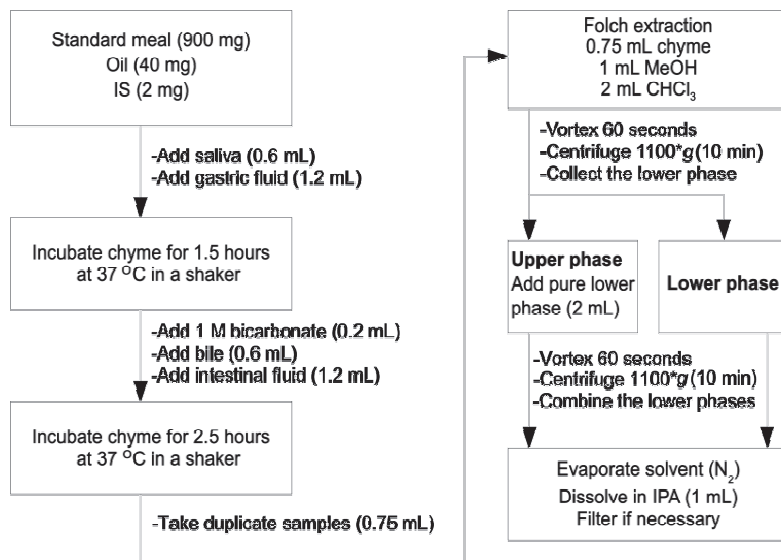 Standard meal (900 mg)
Oil (40 mg)
IS (2 mg)
-Add saliva (0.6 mL)
-Add gastric fluid (1.2 mL)
Incubate chyme for 1.5 hours
at 37 °C in a shaker
-Add 1 M bicarbonate (0.2 mL)
-Add bile (0.6 mL)
-Add intestinal fluid (1.2 mL)
Incubate chyme for 2.5 hours
at 37 °C in a shaker
-Take duplicate samples (0.75 mL)
Folch extraction
0.75 mL chyme
1 mL MeOH
2 mL CHCl₃
-Vortex 60 seconds
-Centrifuge 1100*g (10 min)
-Collect the lower phase
Upper phase
Add pure lower
phase (2 mL)
Lower phase
-Vortex 60 seconds
-Centrifuge 1100*g (10 min)
-Combine the lower phases
Evaporate solvent (N₂)
Dissolve in IPA (1 mL)
Filter if necessary